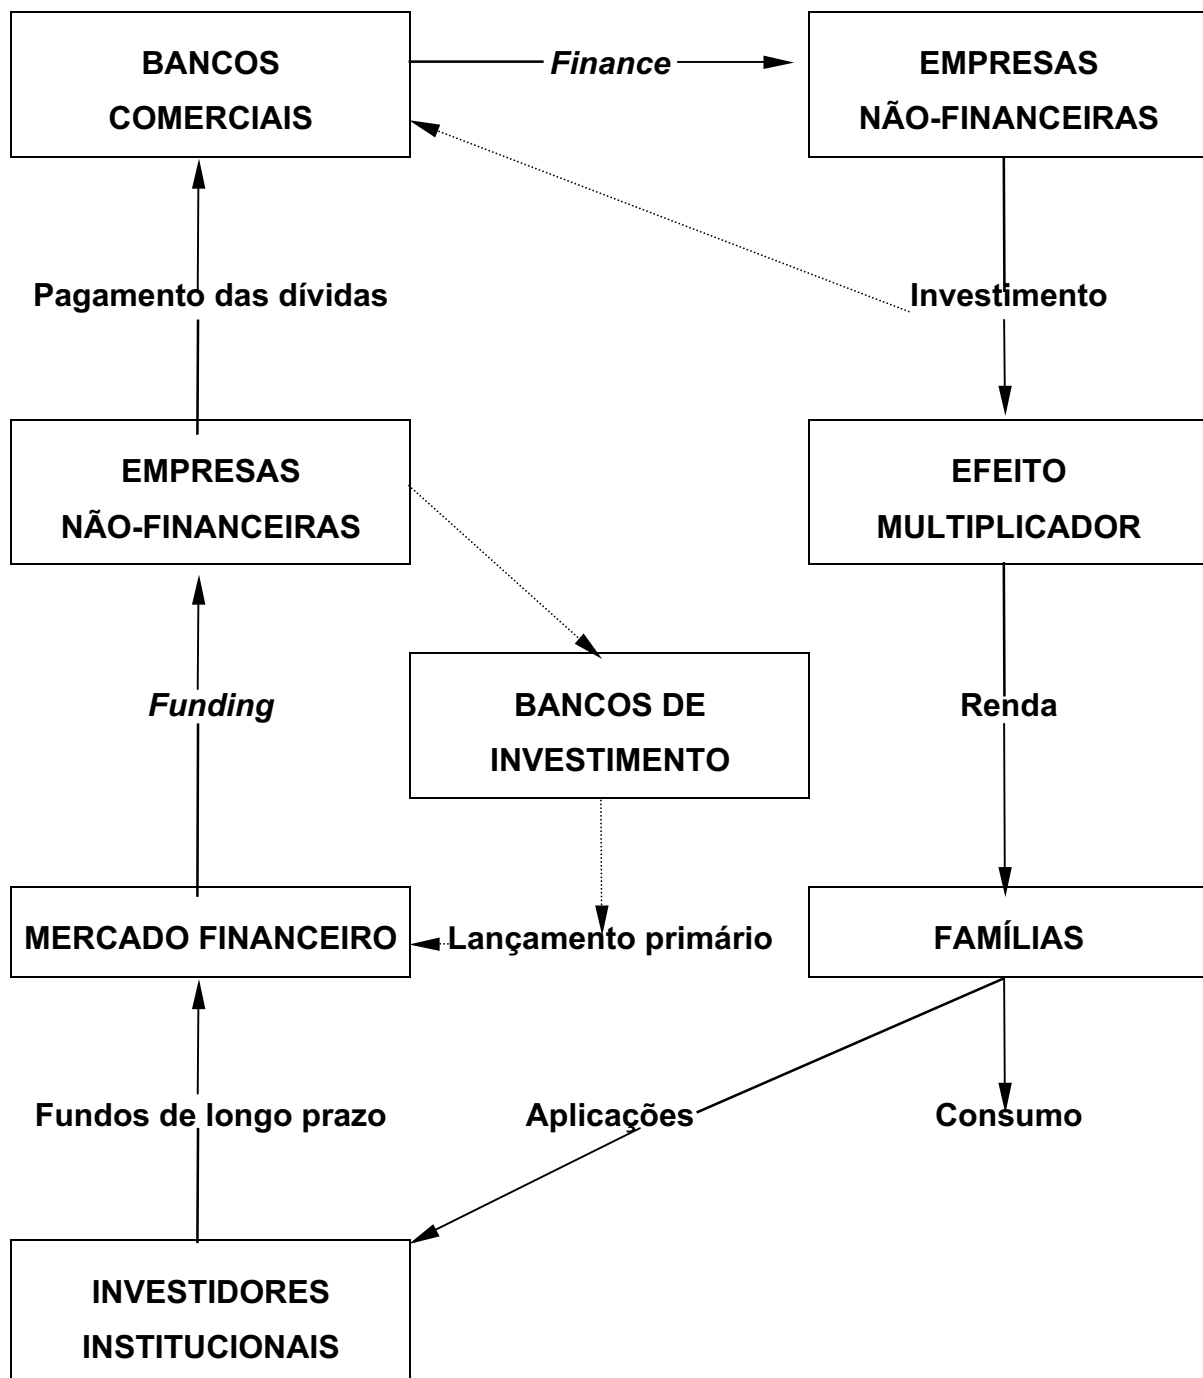 BANCOS
COMERCIAIS
Finance
EMPRESAS
NÃO-FINANCEIRAS
Pagamento das dívidas
Investimento
EMPRESAS
NÃO-FINANCEIRAS
EFEITO
MULTIPLICADOR
Funding
BANCOS DE
INVESTIMENTO
Renda
MERCADO FINANCEIRO
Lançamento primário
FAMÍLIAS
Fundos de longo prazo
Aplicações
Consumo
INVESTIDORES
INSTITUCIONAIS